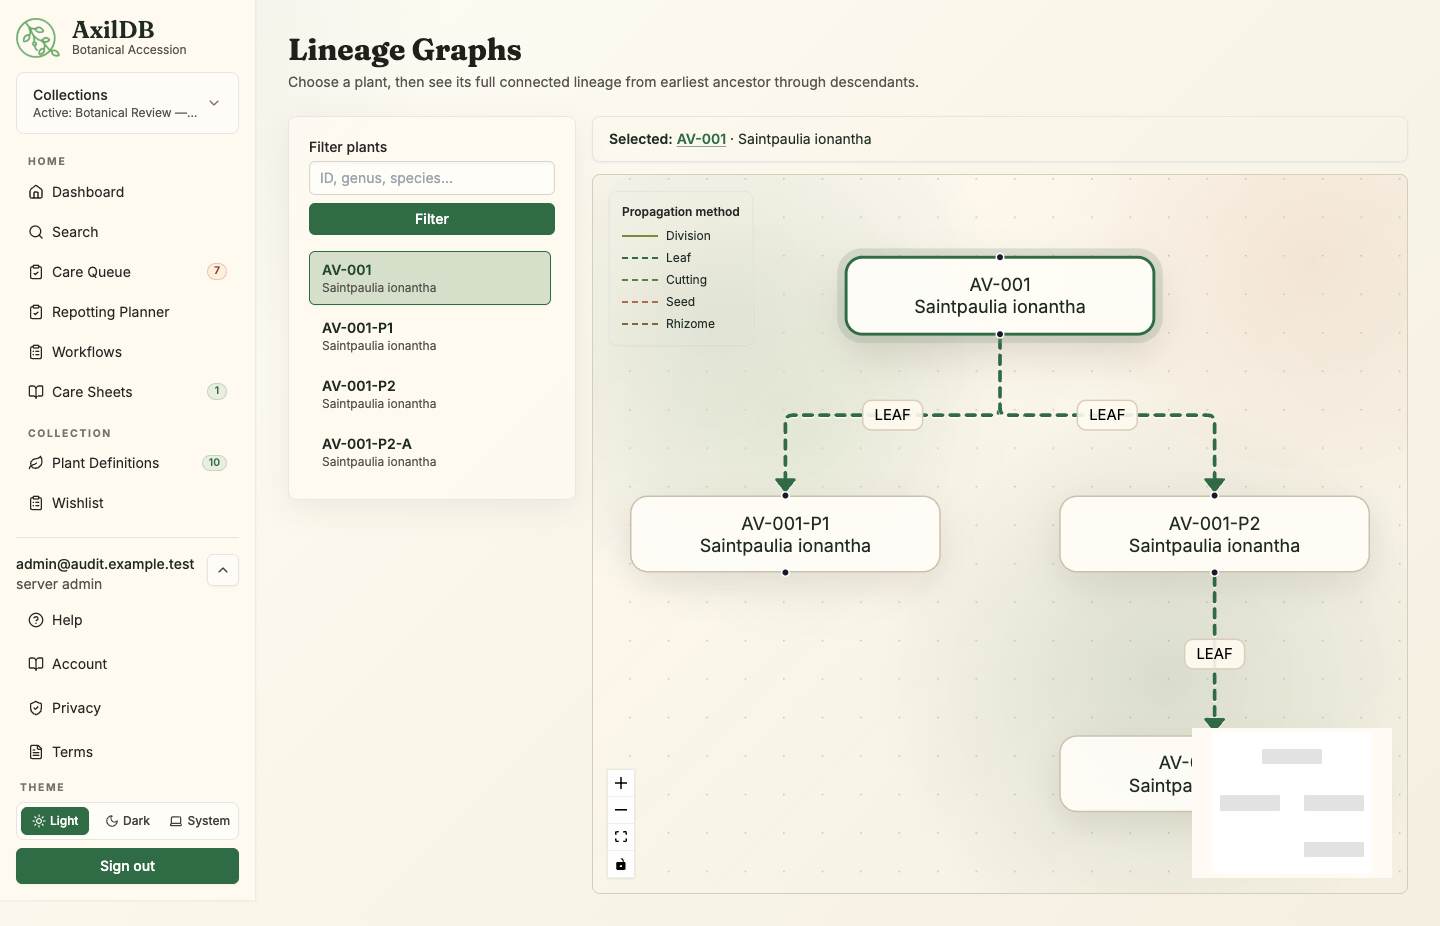 AxilDB
Botanical Accession
Collections
Active: Botanical Review —...
HOME
Dashboard
Search
Care Queue 7
Repotting Planner
Workflows
Care Sheets 1
COLLECTION
Plant Definitions 10
Wishlist
admin@audit.example.test
server admin
Help
Account
Privacy
Terms
THEME
Light Dark System
Sign out
Lineage Graphs
Choose a plant, then see its full connected lineage from earliest ancestor through descendants.
Filter plants
ID, genus, species...
Filter
AV-001
Saintpaulia ionantha
AV-001-P1
Saintpaulia ionantha
AV-001-P2
Saintpaulia ionantha
AV-001-P2-A
Saintpaulia ionantha
Selected: AV-001 · Saintpaulia ionantha
Propagation method
Division
Leaf
Cutting
Seed
Rhizome
AV-001
Saintpaulia ionantha
LEAF LEAF
AV-001-P1
Saintpaulia ionantha
AV-001-P2
Saintpaulia ionantha
LEAF